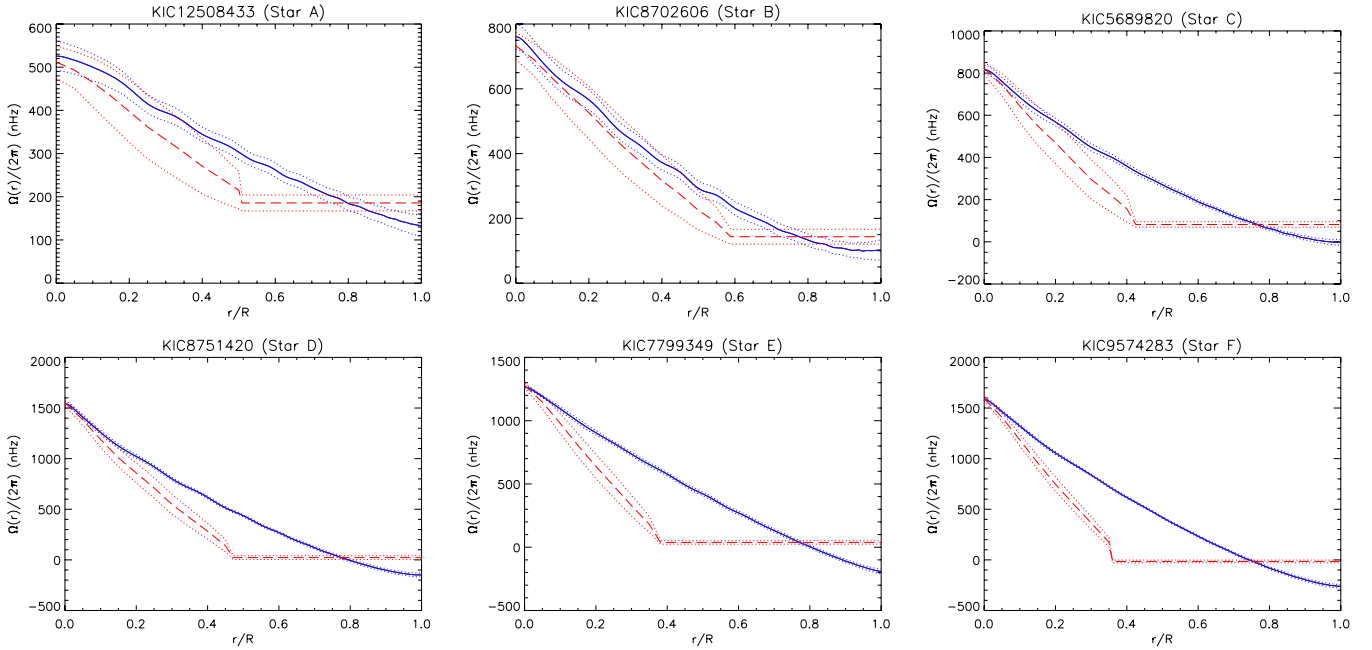 KIC12508433 (Star A)
600
500
400
300
200
100
0
Ω(r)/(2π) (nHz)
0.0 0.2 0.4 0.6 0.8 1.0
r/R
KIC8702606 (Star B)
800
600
400
200
0
Ω(r)/(2π) (nHz)
0.0 0.2 0.4 0.6 0.8 1.0
r/R
KIC5689820 (Star C)
1000
800
600
400
200
0
−200
Ω(r)/(2π) (nHz)
0.0 0.2 0.4 0.6 0.8 1.0
r/R
KIC8751420 (Star D)
2000
1500
1000
500
0
−500
Ω(r)/(2π) (nHz)
0.0 0.2 0.4 0.6 0.8 1.0
r/R
KIC7799349 (Star E)
1500
1000
500
0
−500
Ω(r)/(2π) (nHz)
0.0 0.2 0.4 0.6 0.8 1.0
r/R
KIC9574283 (Star F)
2000
1500
1000
500
0
−500
Ω(r)/(2π) (nHz)
0.0 0.2 0.4 0.6 0.8 1.0
r/R